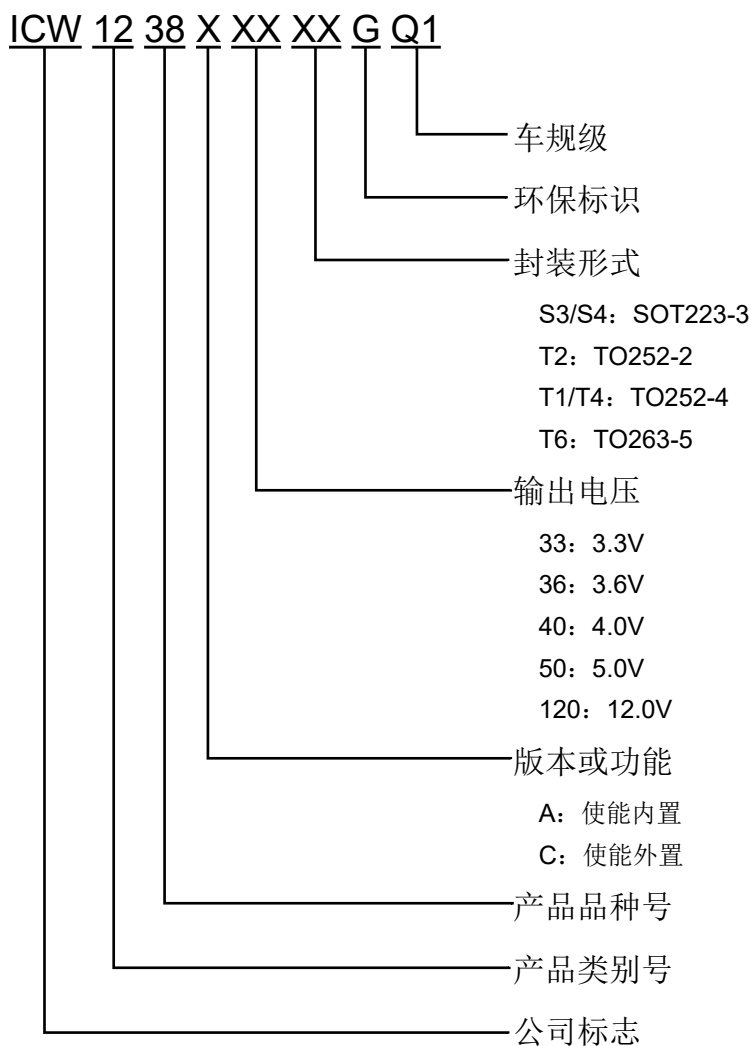 ICW 12 38 X XX XX G Q1
车规级
环保标识
封装形式
S3/S4：SOT223-3
T2：TO252-2
T1/T4：TO252-4
T6：TO263-5
输出电压
33：3.3V
36：3.6V
40：4.0V
50：5.0V
120：12.0V
版本或功能
A：使能内置
C：使能外置
产品品种号
产品类别号
公司标志